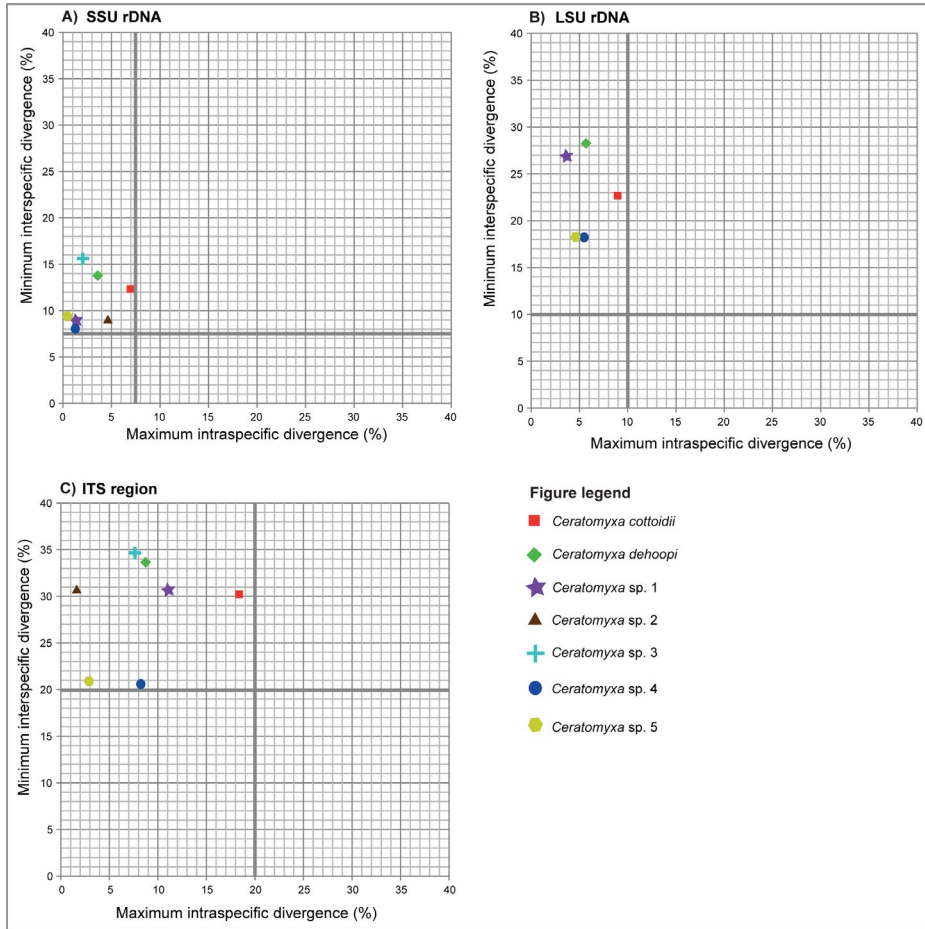 A) SSU rDNA
40
35
30
25
20
15
10
5
0
Minimum interspecific divergence (%)
0 5 10 15 20 25 30 35 40
Maximum intraspecific divergence (%)
B) LSU rDNA
40
35
30
25
20
15
10
5
0
Minimum interspecific divergence (%)
0 5 10 15 20 25 30 35 40
Maximum intraspecific divergence (%)
C) ITS region
40
35
30
25
20
15
10
5
0
Minimum interspecific divergence (%)
0 5 10 15 20 25 30 35 40
Maximum intraspecific divergence (%)
Figure legend
Ceratomyxa cottoidii
Ceratomyxa dehoopi
Ceratomyxa sp. 1
Ceratomyxa sp. 2
Ceratomyxa sp. 3
Ceratomyxa sp. 4
Ceratomyxa sp. 5